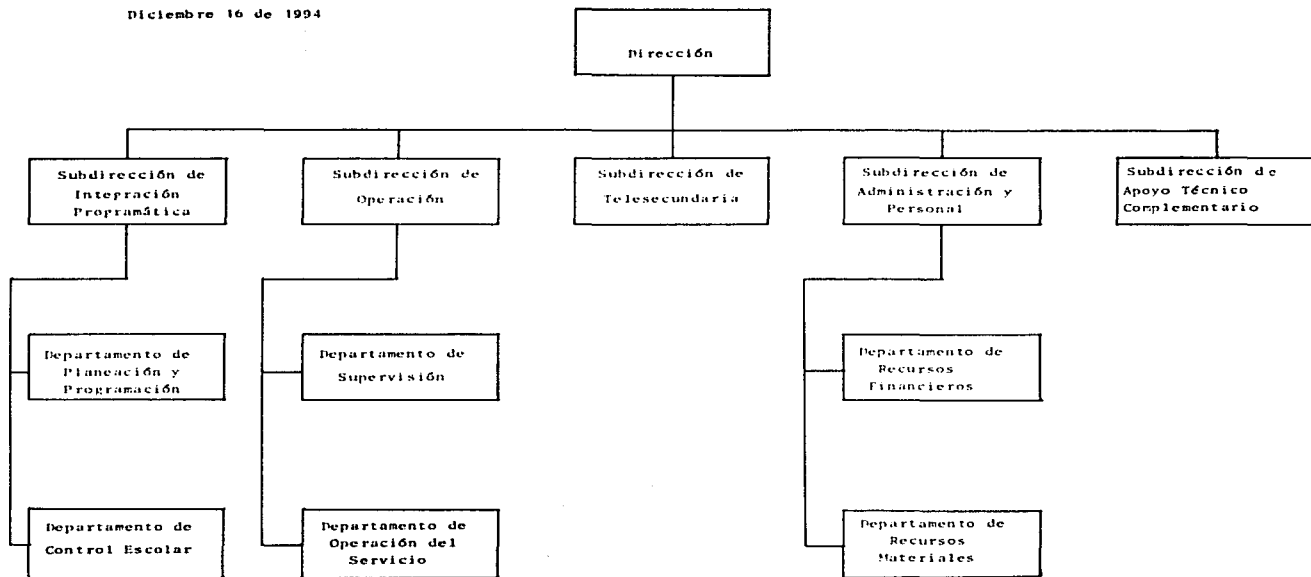 Diciembre 16 de 1994
Dirección
Subdirección de
Integración
Programática
Subdirección de
Operación
Subdirección de
Telesecundaria
Subdirección de
Administración y
Personal
Subdirección de
Apoyo Técnico
Complementario
Departamento de
Planeación y
Programación
Departamento de
Supervisión
Departamento de
Recursos
Financieros
Departamento de
Control Escolar
Departamento de
Operación del
Servicio
Departamento de
Recursos
Materiales